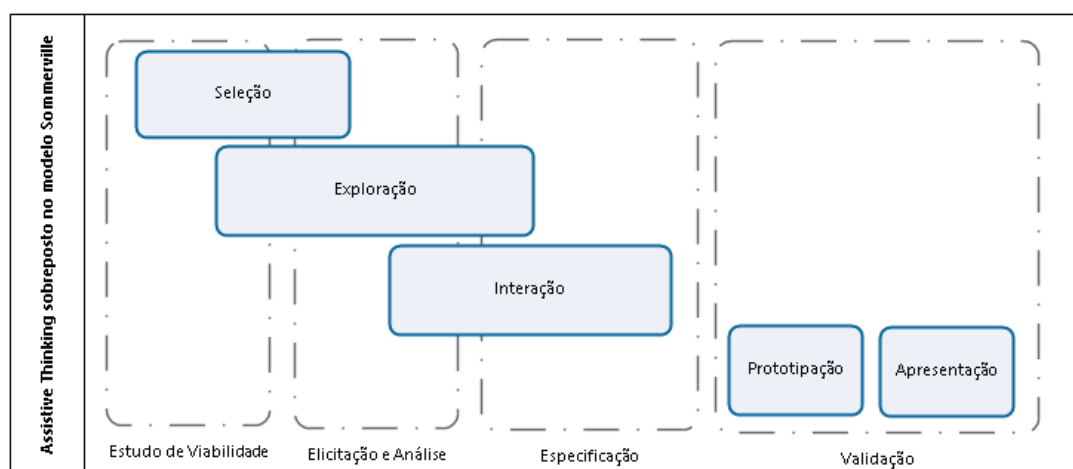 Assistive Thinking sobreposto no modelo Sommerville
Seleção
Exploração
Interação
Prototipação
Apresentação
Estudo de Viabilidade
Elicitação e Análise
Especificação
Validação